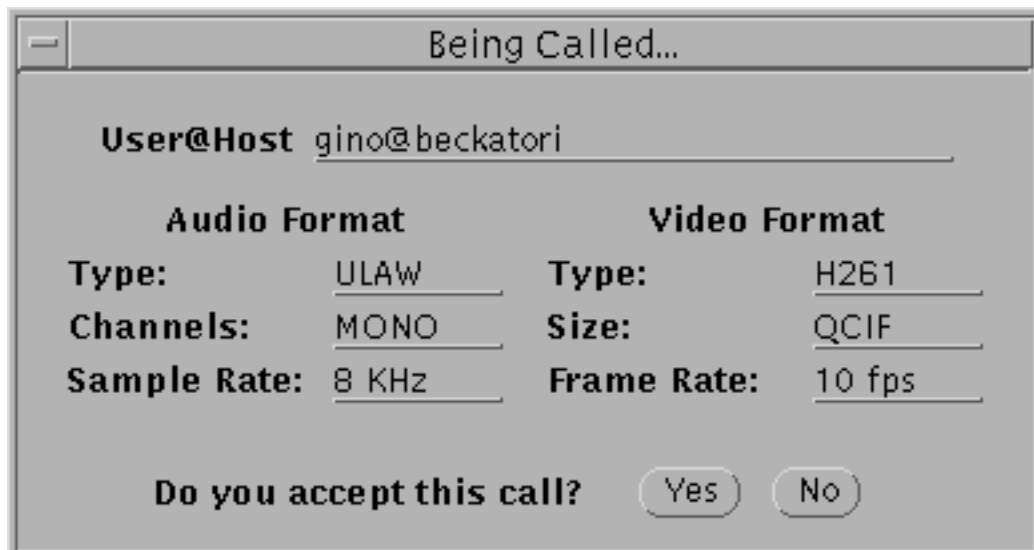 Being Called...
User@Host gino@beckatori
Audio Format Video Format
Type: ULAW Type: H261
Channels: MONO Size: QCIF
Sample Rate: 8 KHz Frame Rate: 10 fps
Do you accept this call? Yes No